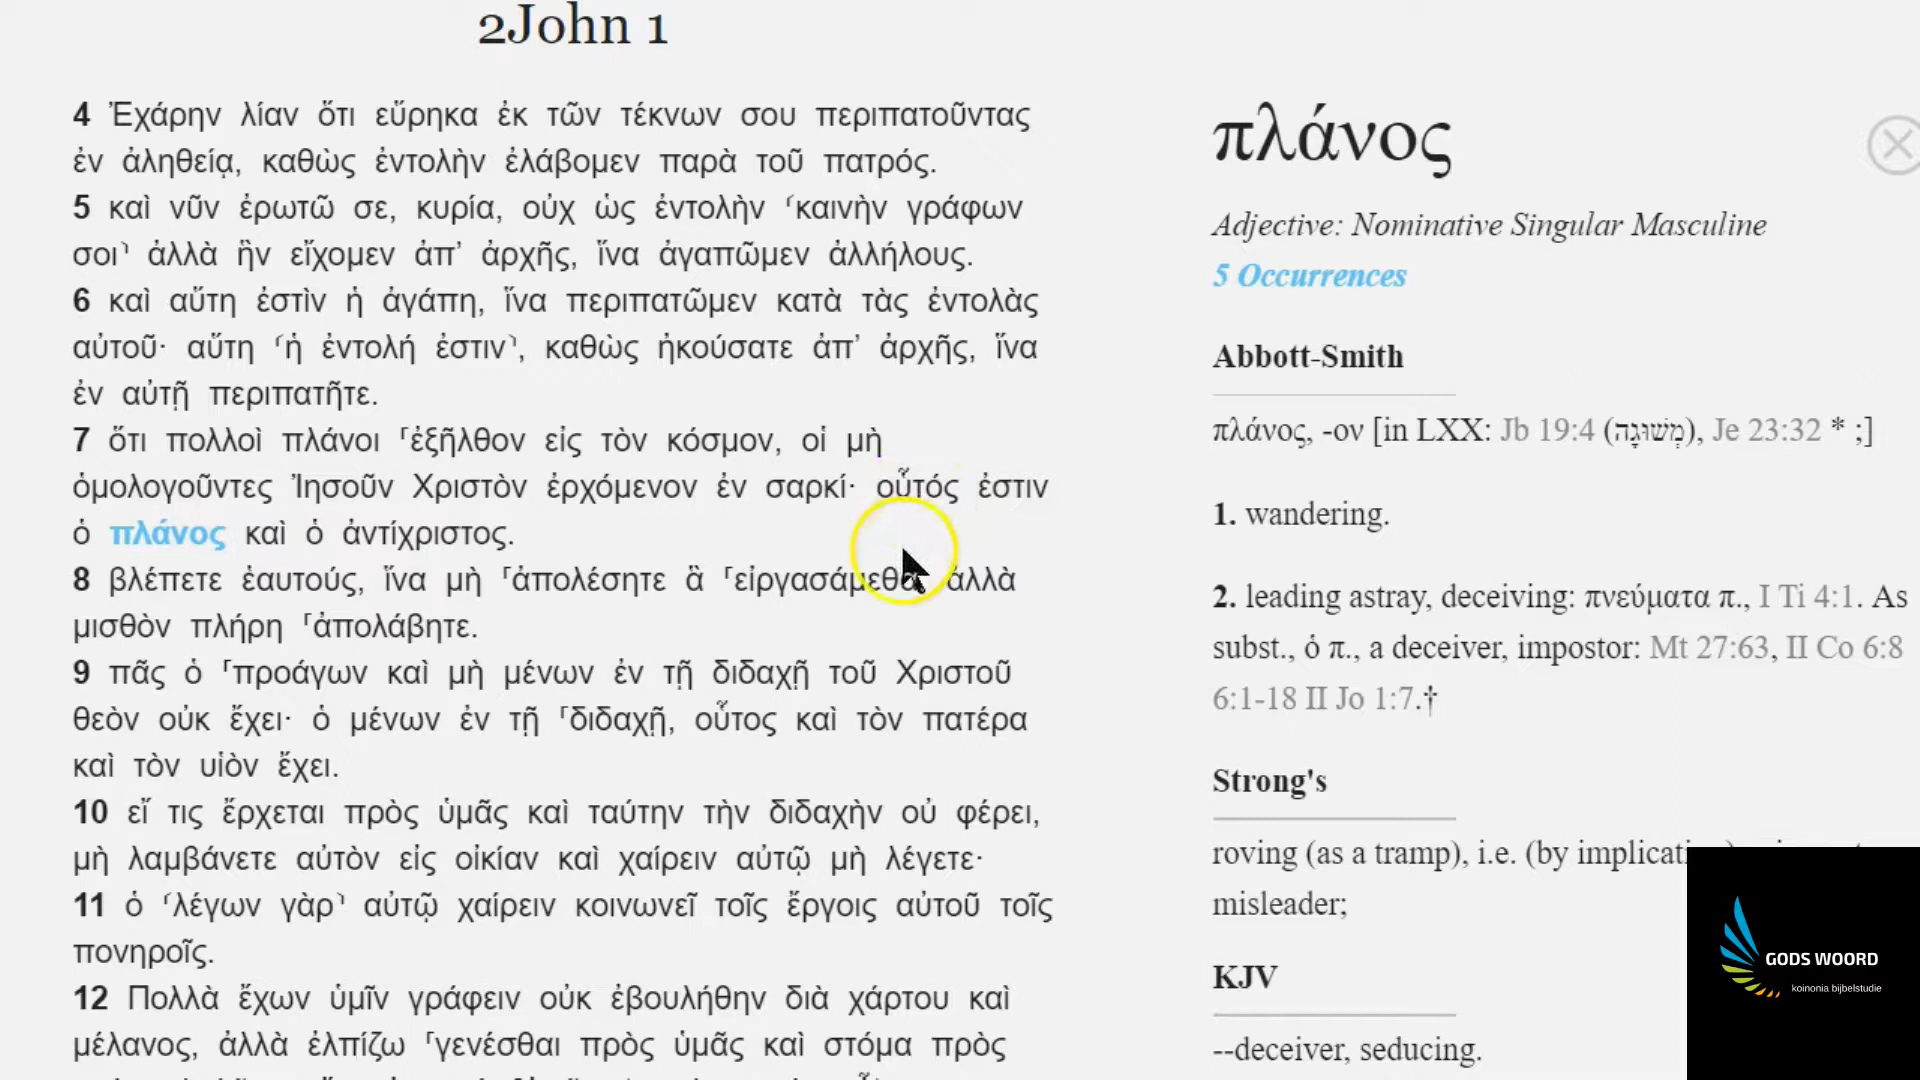 2John 1
4 Ἐχάρην λίαν ὅτι εὕρηκα ἐκ τῶν τέκνων σου περιπατοῦντας
ἐν ἀληθείᾳ, καθὼς ἐντολὴν ἐλάβομεν παρὰ τοῦ πατρός.
5 καὶ νῦν ἐρωτῶ σε, κυρία, οὐχ ὡς ἐντολὴν ⸂καινὴν γράφων
σοι⸃ ἀλλὰ ἣν εἴχομεν ἀπ’ ἀρχῆς, ἵνα ἀγαπῶμεν ἀλλήλους.
6 καὶ αὕτη ἐστὶν ἡ ἀγάπη, ἵνα περιπατῶμεν κατὰ τὰς ἐντολὰς
αὐτοῦ· αὕτη ⸂ἡ ἐντολή ἐστιν⸃, καθὼς ἠκούσατε ἀπ’ ἀρχῆς, ἵνα
ἐν αὐτῇ περιπατῆτε.
7 ὅτι πολλοὶ πλάνοι ⸀ἐξῆλθον εἰς τὸν κόσμον, οἱ μὴ
ὁμολογοῦντες Ἰησοῦν Χριστὸν ἐρχόμενον ἐν σαρκί· οὗτός ἐστιν
ὁ πλάνος καὶ ὁ ἀντίχριστος.
8 βλέπετε ἑαυτούς, ἵνα μὴ ⸀ἀπολέσητε ἃ ⸀εἰργασάμεθα, ἀλλὰ
μισθὸν πλήρη ⸀ἀπολάβητε.
9 πᾶς ὁ ⸀προάγων καὶ μὴ μένων ἐν τῇ διδαχῇ τοῦ Χριστοῦ
θεὸν οὐκ ἔχει· ὁ μένων ἐν τῇ ⸀διδαχῇ, οὗτος καὶ τὸν πατέρα
καὶ τὸν υἱὸν ἔχει.
10 εἴ τις ἔρχεται πρὸς ὑμᾶς καὶ ταύτην τὴν διδαχὴν οὐ φέρει,
μὴ λαμβάνετε αὐτὸν εἰς οἰκίαν καὶ χαίρειν αὐτῷ μὴ λέγετε·
11 ὁ ⸂λέγων γὰρ⸃ αὐτῷ χαίρειν κοινωνεῖ τοῖς ἔργοις αὐτοῦ τοῖς
πονηροῖς.
12 Πολλὰ ἔχων ὑμῖν γράφειν οὐκ ἐβουλήθην διὰ χάρτου καὶ
μέλανος, ἀλλὰ ἐλπίζω ⸀γενέσθαι πρὸς ὑμᾶς καὶ στόμα πρὸς
πλάνος
Adjective: Nominative Singular Masculine
5 Occurrences
Abbott-Smith
πλάνος, -ον [in LXX: Jb 19:4 (מְשׁוּגָה), Je 23:32 * ;]
1. wandering.
2. leading astray, deceiving: πνεύματα π., I Ti 4:1. As
subst., ὁ π., a deceiver, impostor: Mt 27:63, II Co 6:8
6:1-18 II Jo 1:7.†
Strong's
roving (as a tramp), i.e. (by
misleader;
KJV
--deceiver, seducing.
GODS WOORD
koinonia bijbelstudie